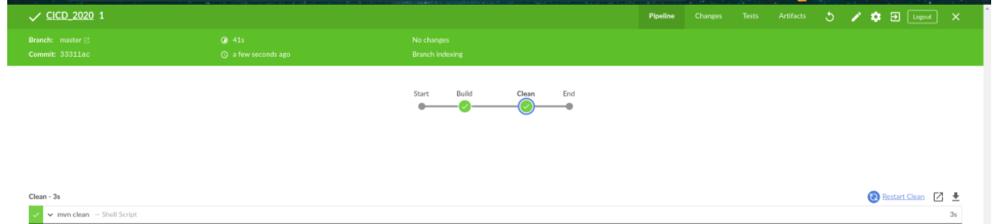 CICD_2020 1
Pipeline Changes Tests Artifacts Logout
Branch: master 41s No changes
Commit: 33311ac a few seconds ago Branch indexing
Start Build Clean End
Clean - 3s Restart Clean
mvn clean — Shell Script 3s